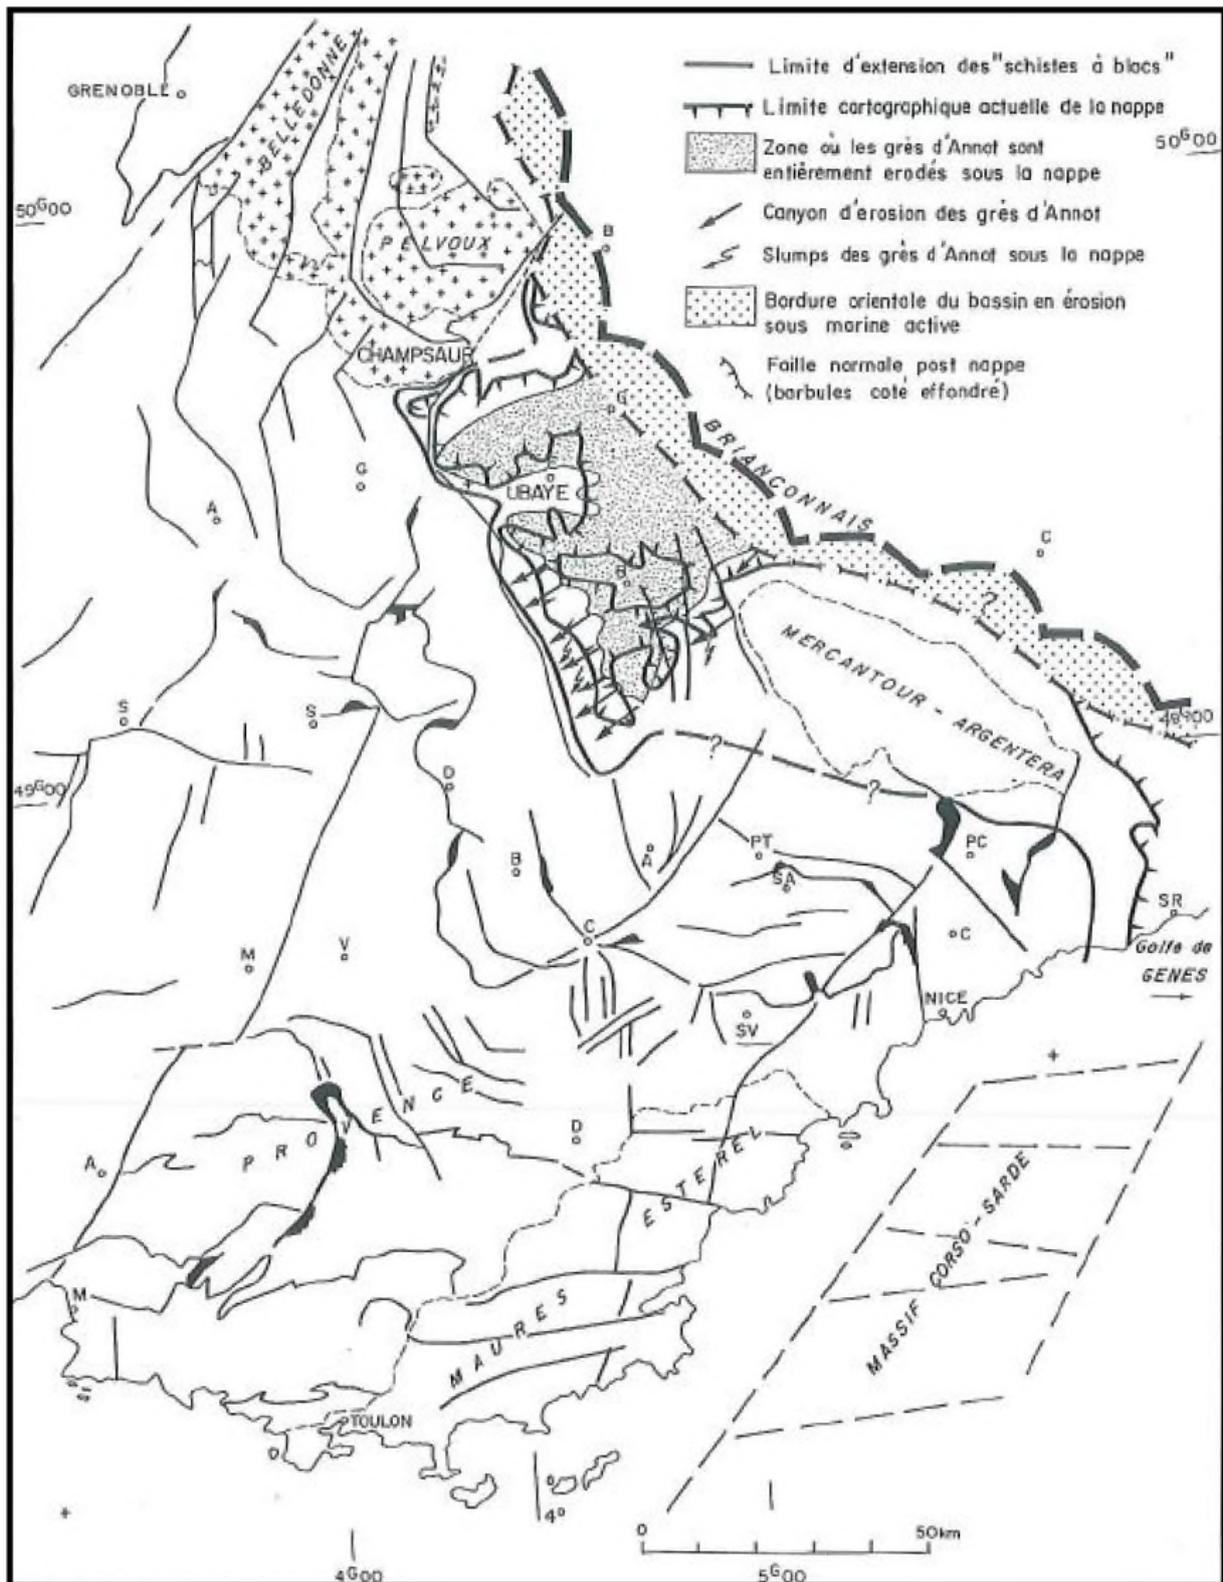 Limite d'extension des "schistes à blocs"
Limite cartographique actuelle de la nappe
Zone où les grès d'Annot sont
entièrement erodés sous la nappe
Canyon d'erosion des grès d'Annot
Slumps des grès d'Annot sous la nappe
Bordure orientale du bassin en érosion
sous marine active
Faille normale post nappe
(barbules coté effondré)
GRENOBLE
BELLEDONNE
50G00
50G00
PELVOUX
B
CHAMPSAUR
G
BRIANÇONNAIS
G
UBAYE
E
A
C
B
?
MERCANTOUR - ARGENTERA
S
S
49G00
49G00
D
?
?
B
A
PT
PC
SA
SR
M
V
C
C
Golfe de
GENES
NICE
SV
PROVENCE
D
A
ESTEREL
MASSIF CORSO - SARDE
M
MAURES
TOULON
4°
0
50km
4G00
5G00